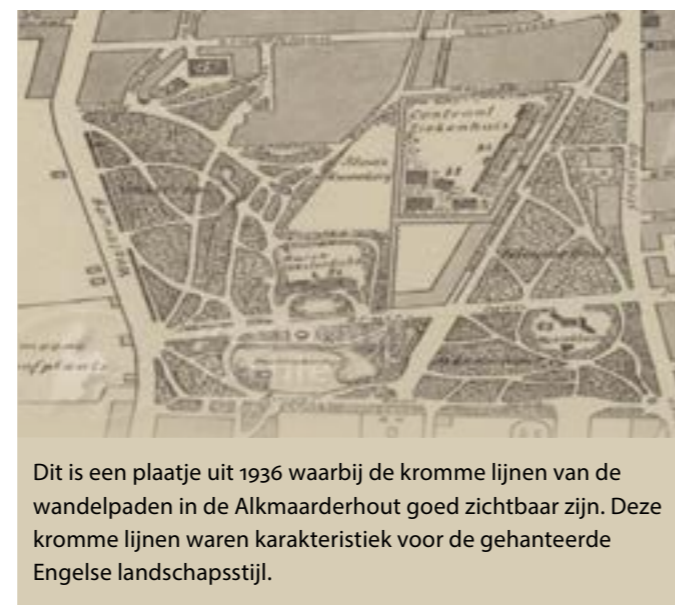 Centraal
Ziekenhuis
Dit is een plaatje uit 1936 waarbij de kromme lijnen van de
wandelpaden in de Alkmaarderhout goed zichtbaar zijn. Deze
kromme lijnen waren karakteristiek voor de gehanteerde
Engelse landschapsstijl.